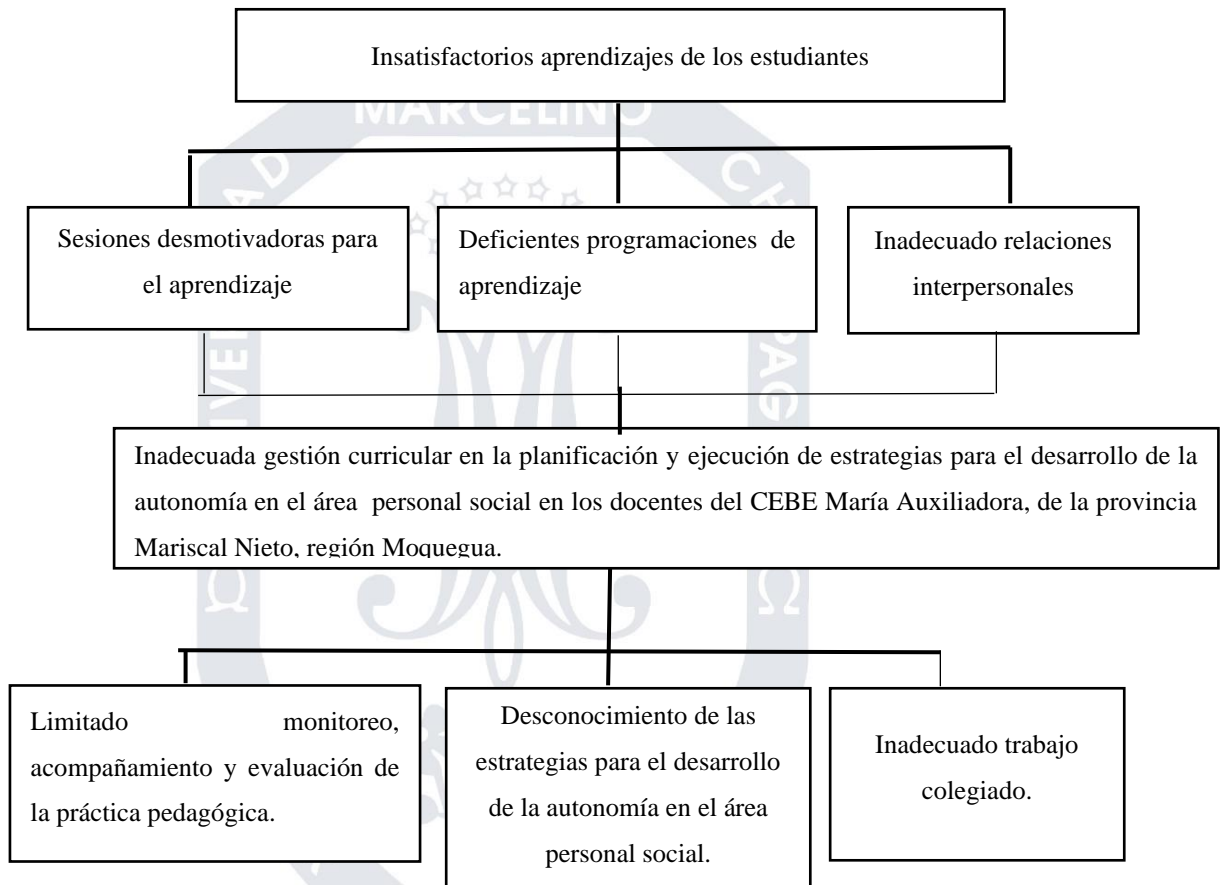 Insatisfactorios aprendizajes de los estudiantes
MARCELINO
Sesiones desmotivadoras para
el aprendizaje
Deficientes programaciones de
aprendizaje
Inadecuado relaciones
interpersonales
Inadecuada gestión curricular en la planificación y ejecución de estrategias para el desarrollo de la
autonomía en el área personal social en los docentes del CEBE María Auxiliadora, de la provincia
Mariscal Nieto, región Moquegua.
Limitado monitoreo,
acompañamiento y evaluación de
la práctica pedagógica.
Desconocimiento de las
estrategias para el desarrollo
de la autonomía en el área
personal social.
Inadecuado trabajo
colegiado.